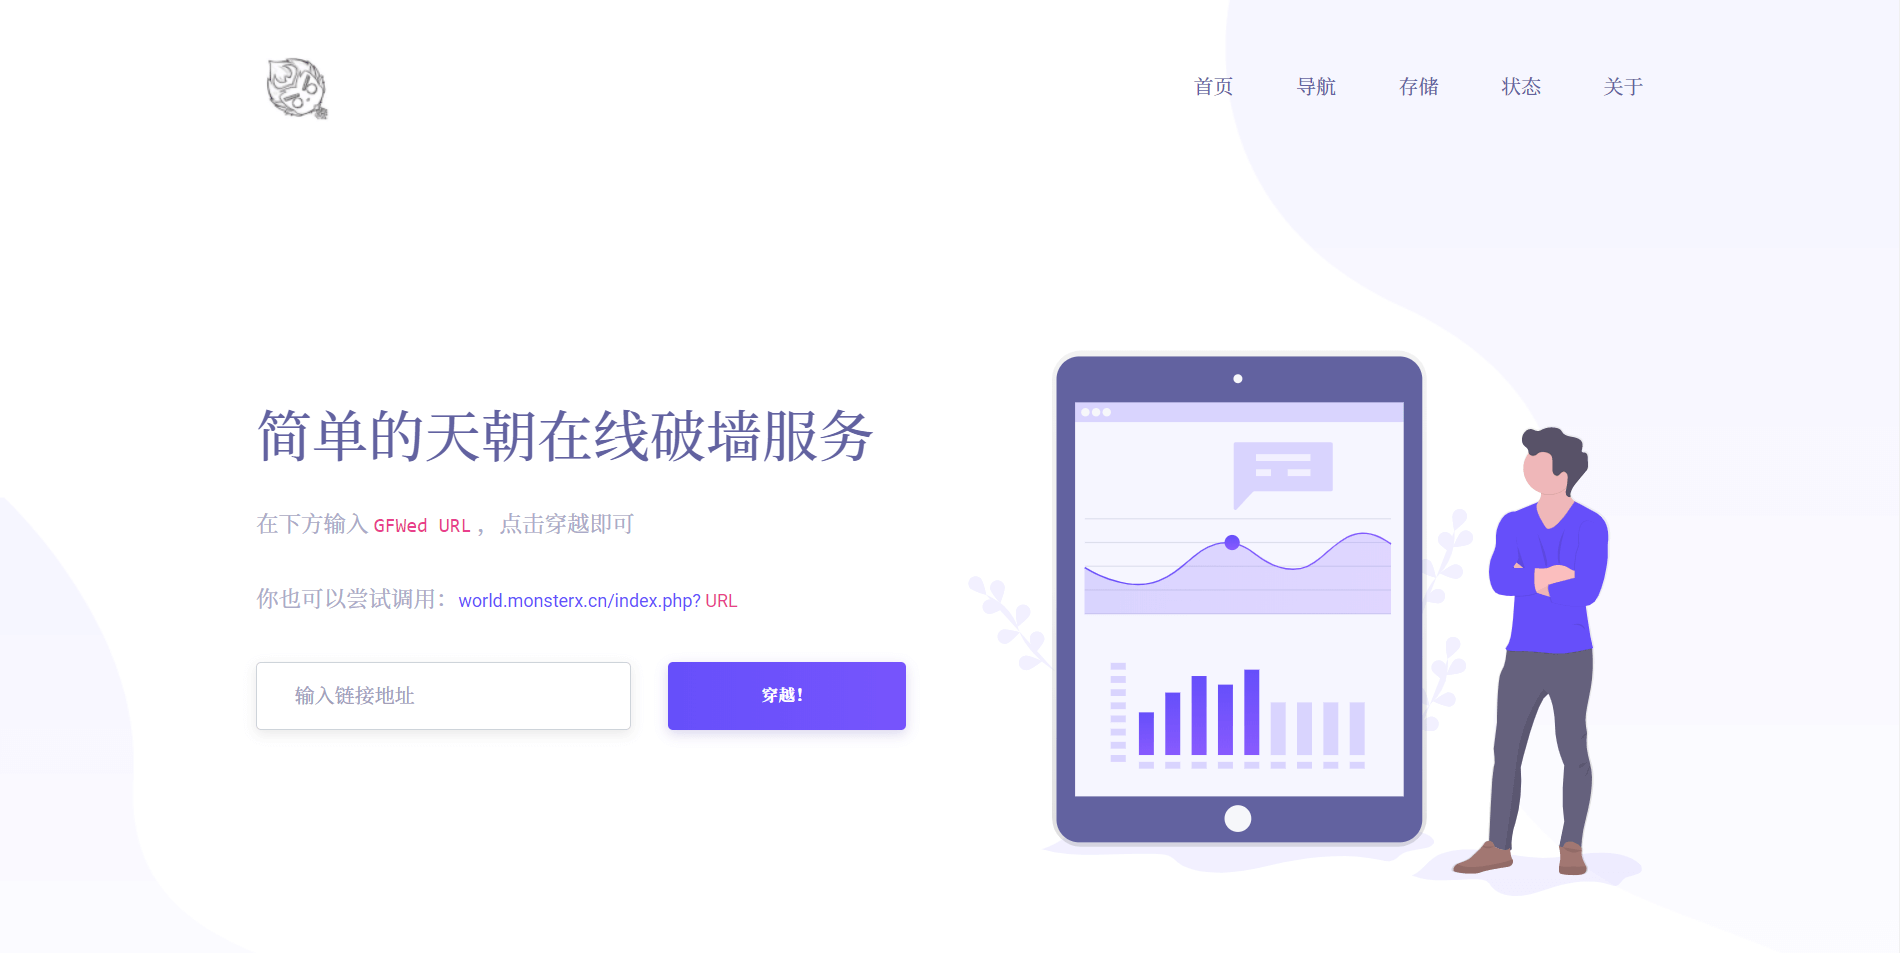 首页 导航 存储 状态 关于
简单的天朝在线破墙服务
在下方输入 GFWed URL ，点击穿越即可
你也可以尝试调用：world.monsterx.cn/index.php? URL
输入链接地址 穿越！